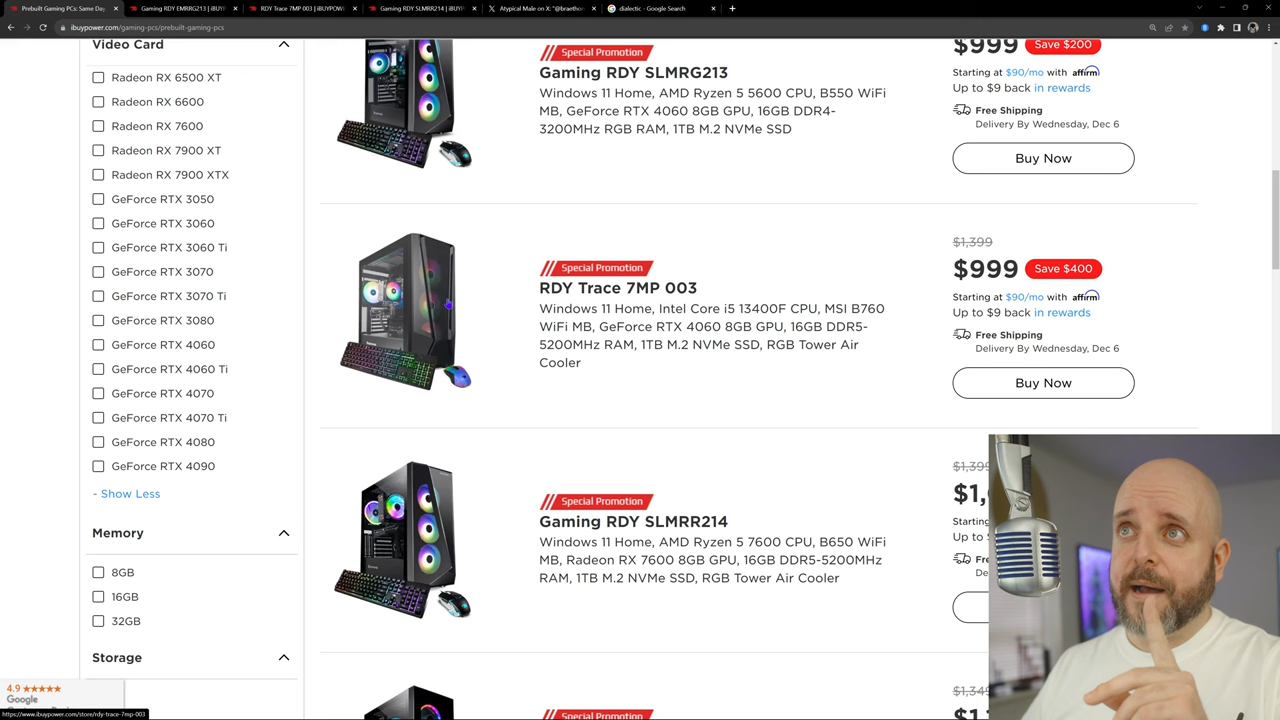 Prebuilt Gaming PCs: Same Day
Gaming RDY EMRRG213 | iBUYP
RDY Trace 7MP 003 | iBUYPOW
Gaming RDY SLMRR214 | iBUYP
Atypical Male on X: "@braethorn
dialectic - Google Search
ibuypower.com/gaming-pcs/prebuilt-gaming-pcs
Video Card
Radeon RX 6500 XT
Radeon RX 6600
Radeon RX 7600
Radeon RX 7900 XT
Radeon RX 7900 XTX
GeForce RTX 3050
GeForce RTX 3060
GeForce RTX 3060 Ti
GeForce RTX 3070
GeForce RTX 3070 Ti
GeForce RTX 3080
GeForce RTX 4060
GeForce RTX 4060 Ti
GeForce RTX 4070
GeForce RTX 4070 Ti
GeForce RTX 4080
GeForce RTX 4090
- Show Less
Memory
8GB
16GB
32GB
Storage
4.9 ★★★★★
Google
https://www.ibuypower.com/store/rdy-trace-7mp-003
Special Promotion
Gaming RDY SLMRG213
Windows 11 Home, AMD Ryzen 5 5600 CPU, B550 WiFi
MB, GeForce RTX 4060 8GB GPU, 16GB DDR4-
3200MHz RGB RAM, 1TB M.2 NVMe SSD
$999 Save $200
Starting at $90/mo with affirm
Up to $9 back in rewards
Free Shipping
Delivery By Wednesday, Dec 6
Buy Now
Special Promotion
RDY Trace 7MP 003
Windows 11 Home, Intel Core i5 13400F CPU, MSI B760
WiFi MB, GeForce RTX 4060 8GB GPU, 16GB DDR5-
5200MHz RAM, 1TB M.2 NVMe SSD, RGB Tower Air
Cooler
$1,399
$999 Save $400
Starting at $90/mo with affirm
Up to $9 back in rewards
Free Shipping
Delivery By Wednesday, Dec 6
Buy Now
Special Promotion
Gaming RDY SLMRR214
Windows 11 Home, AMD Ryzen 5 7600 CPU, B650 WiFi
MB, Radeon RX 7600 8GB GPU, 16GB DDR5-5200MHz
RAM, 1TB M.2 NVMe SSD, RGB Tower Air Cooler
$1,399
Starting
Up to
Special Promotion